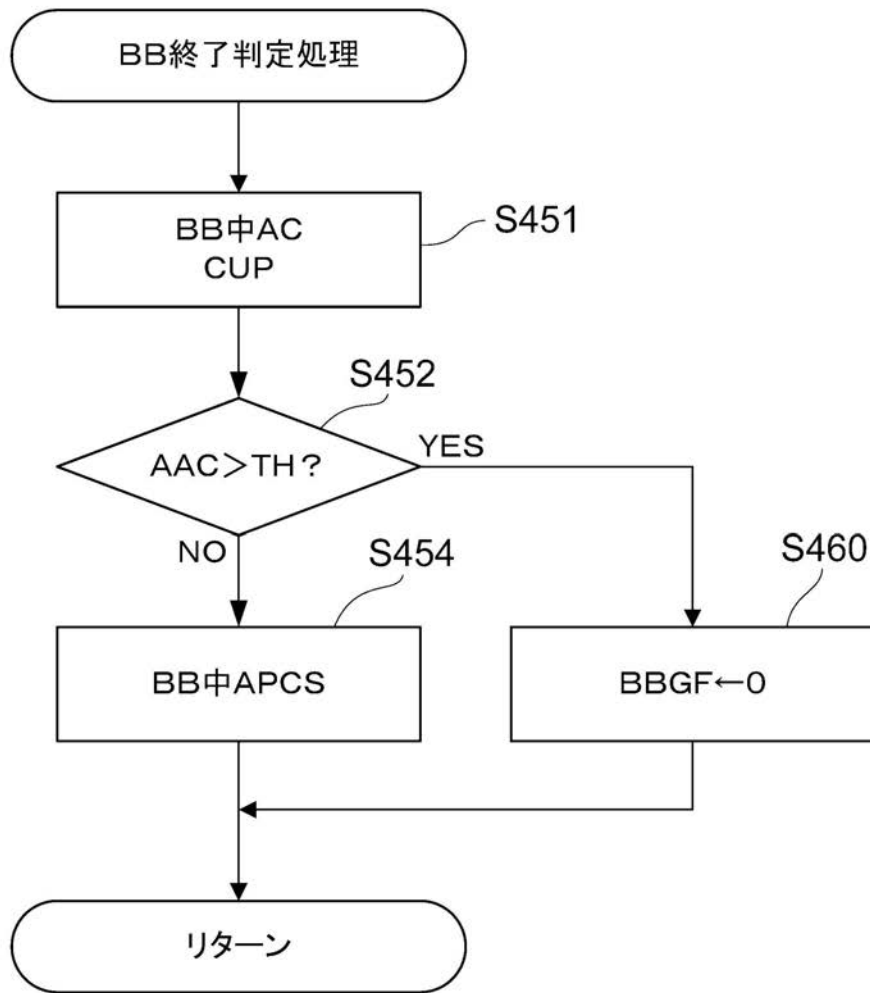 BB終了判定処理
BB中AC
CUP
S451
S452
AAC＞TH？
YES
NO
S454
S460
BB中APCS
BBGF←0
リターン